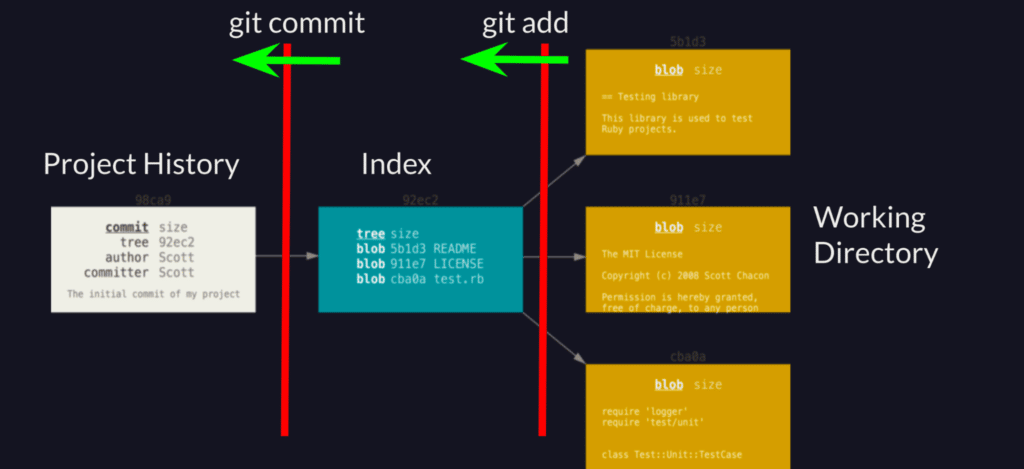 git commit
git add
Project History
98ca9
commit size
tree 92ec2
author Scott
committer Scott
The initial commit of my project
Index
92ec2
tree size
blob 5b1d3 README
blob 911e7 LICENSE
blob cba0a test.rb
5b1d3
blob size
== Testing library
This library is used to test
Ruby projects.
911e7
blob size
The MIT License
Copyright (c) 2008 Scott Chacon
Permission is hereby granted,
free of charge, to any person
cba0a
blob size
require 'logger'
require 'test/unit'
class Test::Unit::TestCase
Working
Directory